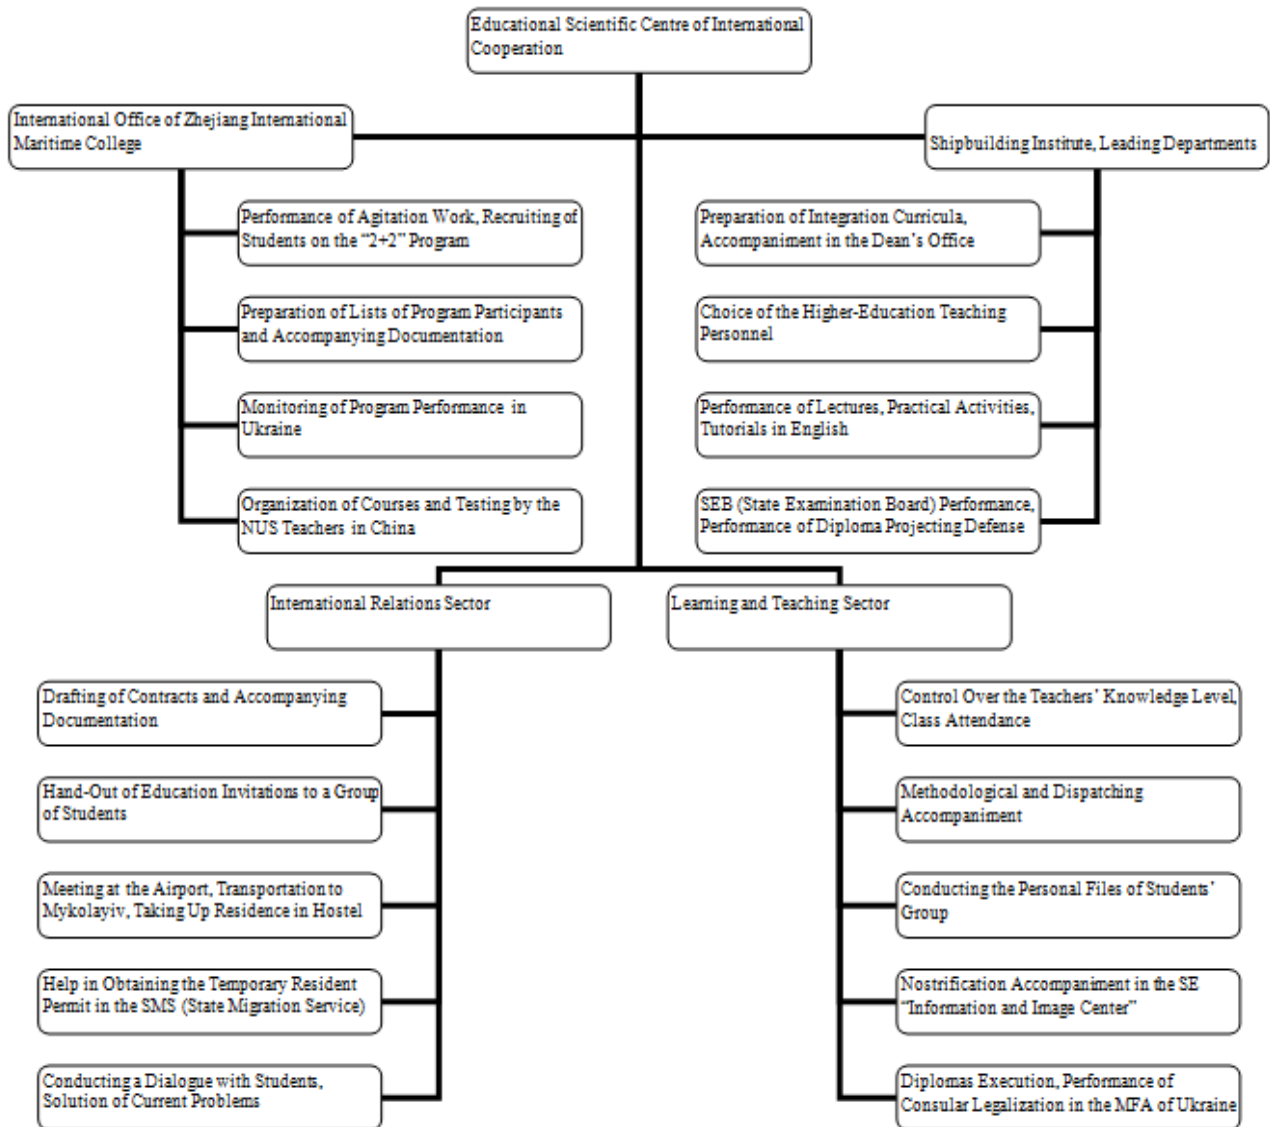 Educational Scientific Centre of International
Cooperation
International Office of Zhejiang International
Maritime College
Shipbuilding Institute, Leading Departments
Performance of Agitation Work, Recruiting of
Students on the “2+2” Program
Preparation of Lists of Program Participants
and Accompanying Documentation
Monitoring of Program Performance in
Ukraine
Organization of Courses and Testing by the
NUS Teachers in China
Preparation of Integration Curricula,
Accompaniment in the Dean’s Office
Choice of the Higher-Education Teaching
Personnel
Performance of Lectures, Practical Activities,
Tutorials in English
SEB (State Examination Board) Performance,
Performance of Diploma Projecting Defense
International Relations Sector
Learning and Teaching Sector
Drafting of Contracts and Accompanying
Documentation
Hand-Out of Education Invitations to a Group
of Students
Meeting at the Airport, Transportation to
Mykolayiv, Taking Up Residence in Hostel
Help in Obtaining the Temporary Resident
Permit in the SMS (State Migration Service)
Conducting a Dialogue with Students,
Solution of Current Problems
Control Over the Teachers’ Knowledge Level,
Class Attendance
Methodological and Dispatching
Accompaniment
Conducting the Personal Files of Students’
Group
Nostrification Accompaniment in the SE
“Information and Image Center”
Diplomas Execution, Performance of
Consular Legalization in the MFA of Ukraine